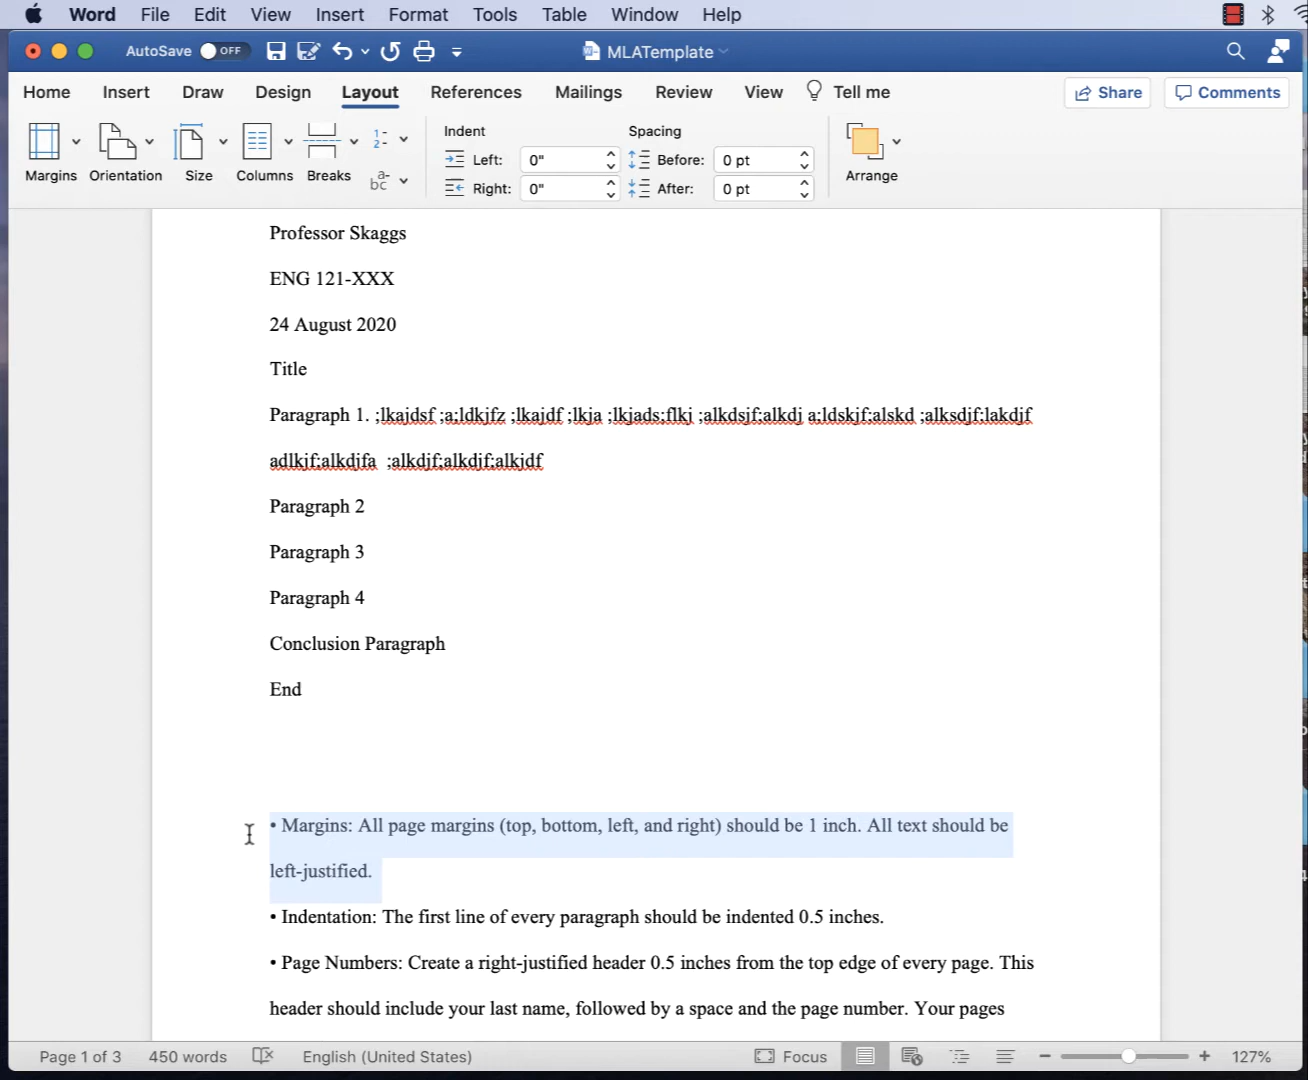 Word File Edit View Insert Format Tools Table Window Help
AutoSave OFF MLATemplate
Home Insert Draw Design Layout References Mailings Review View Tell me Share Comments
Indent Spacing
Left: 0" Before: 0 pt
Margins Orientation Size Columns Breaks Right: 0" After: 0 pt Arrange
Professor Skaggs
ENG 121-XXX
24 August 2020
Title
Paragraph 1. ;lkajdsf ;a;ldkjfz ;lkajdf ;lkja ;lkjads;flkj ;alkdsjf;alkdj a;ldskjf;alskd ;alksdjf;lakdjf
adlkjf;alkdjfa ;alkdjf;alkdjf;alkjdf
Paragraph 2
Paragraph 3
Paragraph 4
Conclusion Paragraph
End
• Margins: All page margins (top, bottom, left, and right) should be 1 inch. All text should be
left-justified.
• Indentation: The first line of every paragraph should be indented 0.5 inches.
• Page Numbers: Create a right-justified header 0.5 inches from the top edge of every page. This
header should include your last name, followed by a space and the page number. Your pages
Page 1 of 3 450 words English (United States) Focus 127%